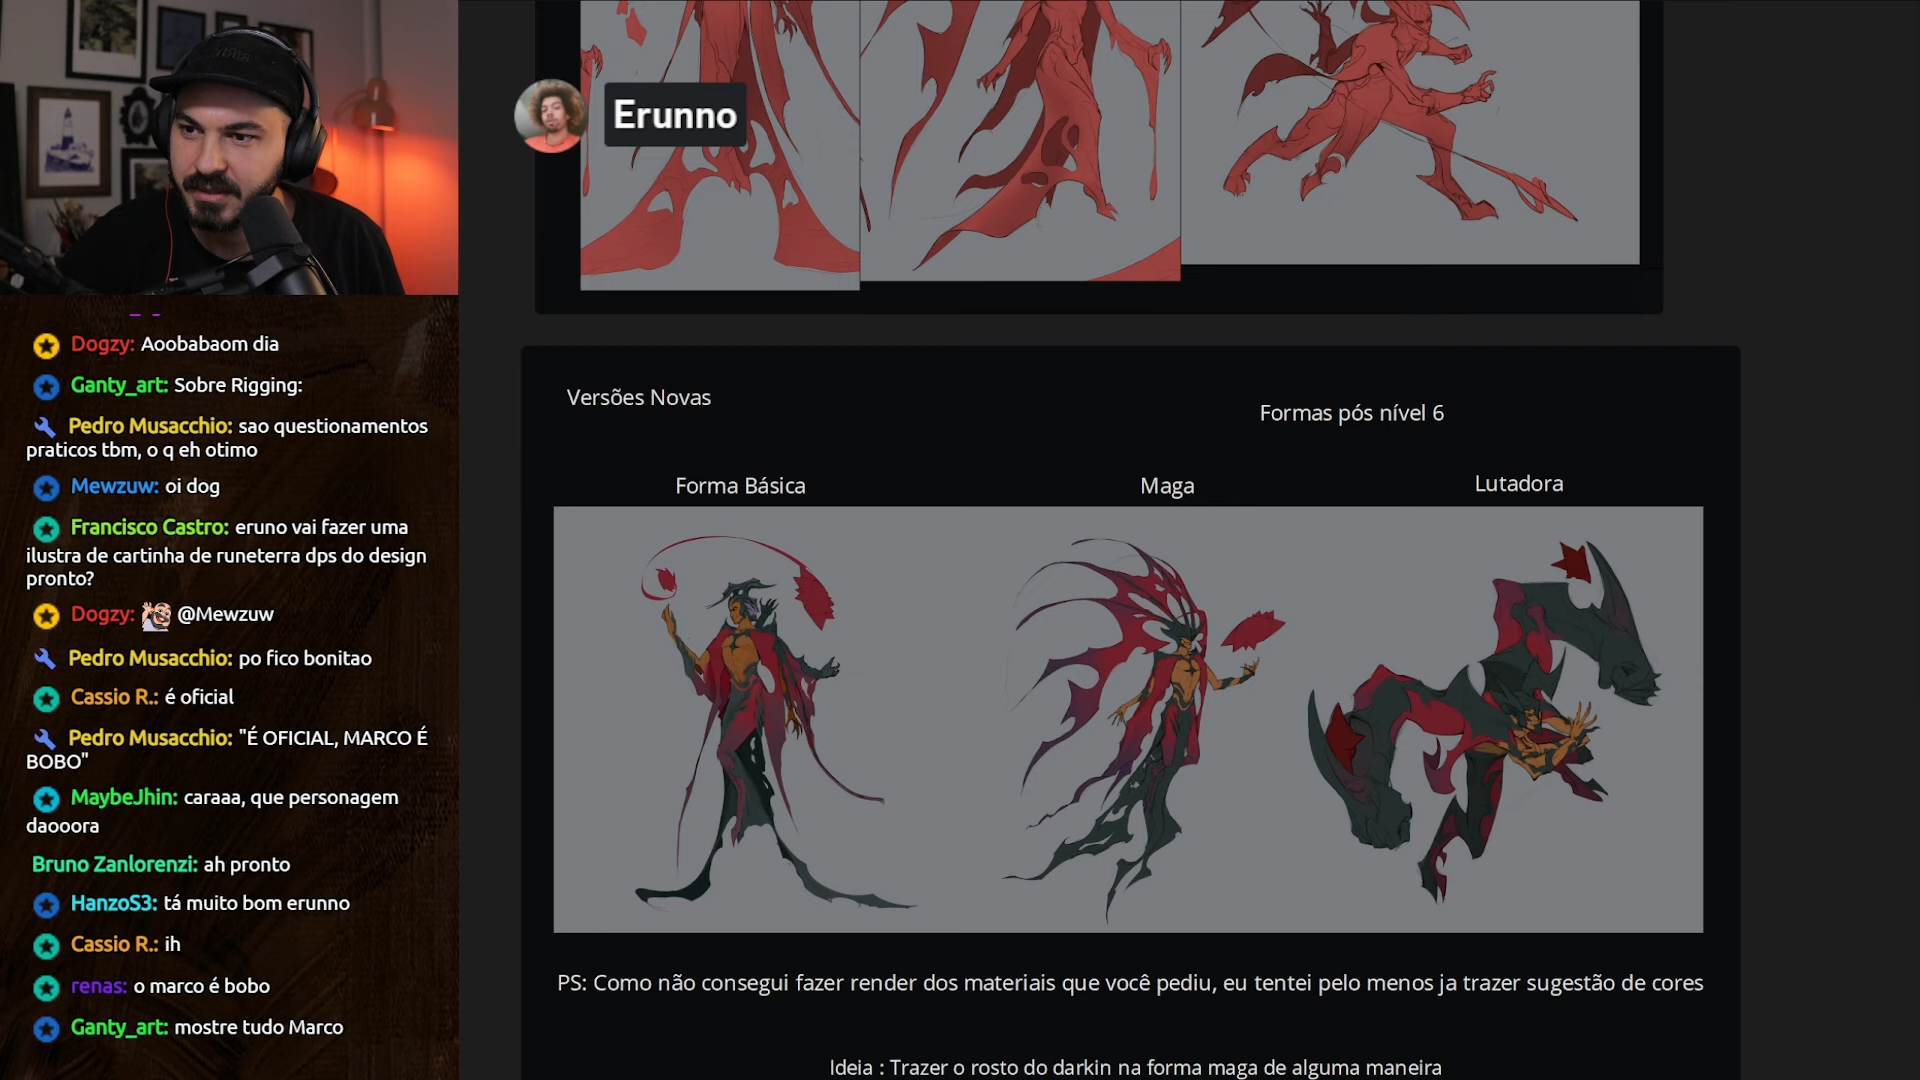 Erunno
Dogzy: Aoobabaom dia
Ganty_art: Sobre Rigging:
Pedro Musacchio: sao questionamentos
praticos tbm, o q eh otimo
Mewzuw: oi dog
Francisco Castro: eruno vai fazer uma
ilustra de cartinha de runeterra dps do design
pronto?
Dogzy: @Mewzuw
Pedro Musacchio: po fico bonitao
Cassio R.: é oficial
Pedro Musacchio: "É OFICIAL, MARCO É
BOBO"
MaybeJhin: caraaa, que personagem
daooora
Bruno Zanlorenzi: ah pronto
HanzoS3: tá muito bom erunno
Cassio R.: ih
renas: o marco é bobo
Ganty_art: mostre tudo Marco
Versões Novas
Formas pós nível 6
Forma Básica
Maga
Lutadora
PS: Como não consegui fazer render dos materiais que você pediu, eu tentei pelo menos ja trazer sugestão de cores
Ideia : Trazer o rosto do darkin na forma maga de alguma maneira